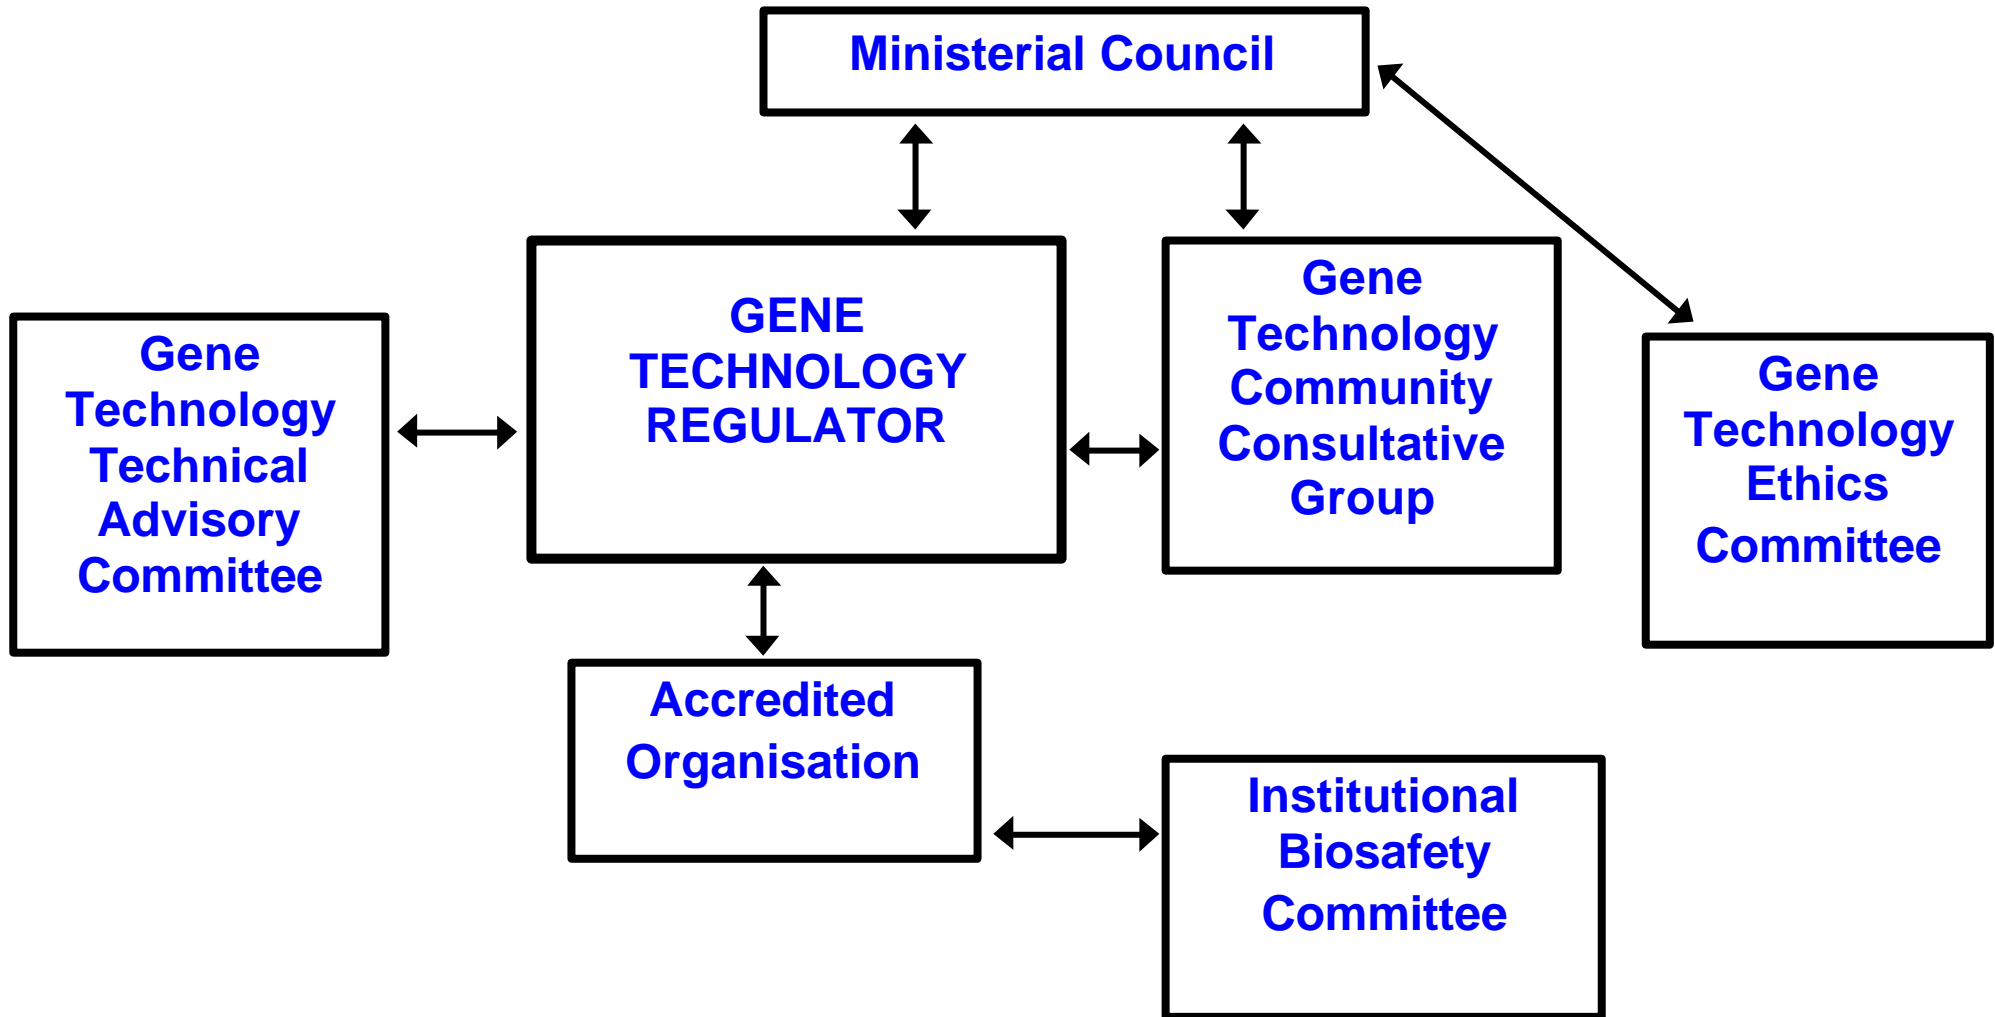 Ministerial Council
GENE
TECHNOLOGY
REGULATOR
Gene
Technology
Community
Consultative
Group
Gene
Technology
Technical
Advisory
Committee
Gene
Technology
Ethics
Committee
Accredited
Organisation
Institutional
Biosafety
Committee